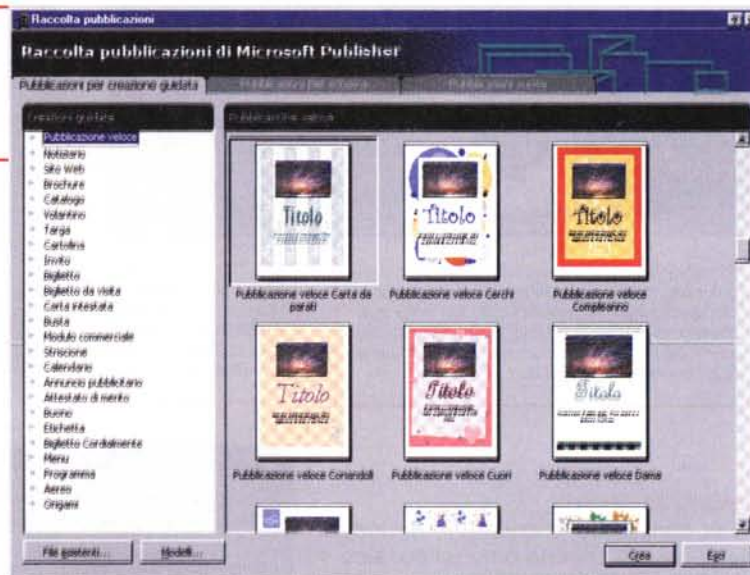 Raccolta pubblicazioni
Raccolta pubblicazioni di Microsoft Publisher
Pubblicazioni per creazione guidata
Creazioni guidate
Pubblicazione veloce
Notiziario
Sito Web
Brochure
Catalogo
Volantino
Targa
Cartolina
Invito
Biglietto
Biglietto da visita
Carta intestata
Busta
Modulo commerciale
Striscione
Calendario
Annuncio pubblicitario
Attestato di merito
Buono
Etichetta
Biglietto Cordialmente
Menu
Programma
Aereo
Origami
Pubblicazione veloce
Titolo
Titolo
Titolo
Pubblicazione veloce Carta da
parati
Pubblicazione veloce Cerchi
Pubblicazione veloce
Compleanno
Titolo
Titolo
Titolo
Pubblicazione veloce Coriandoli
Pubblicazione veloce Cuori
Pubblicazione veloce Dama
File esistenti...
Modelli...
Crea
Esci